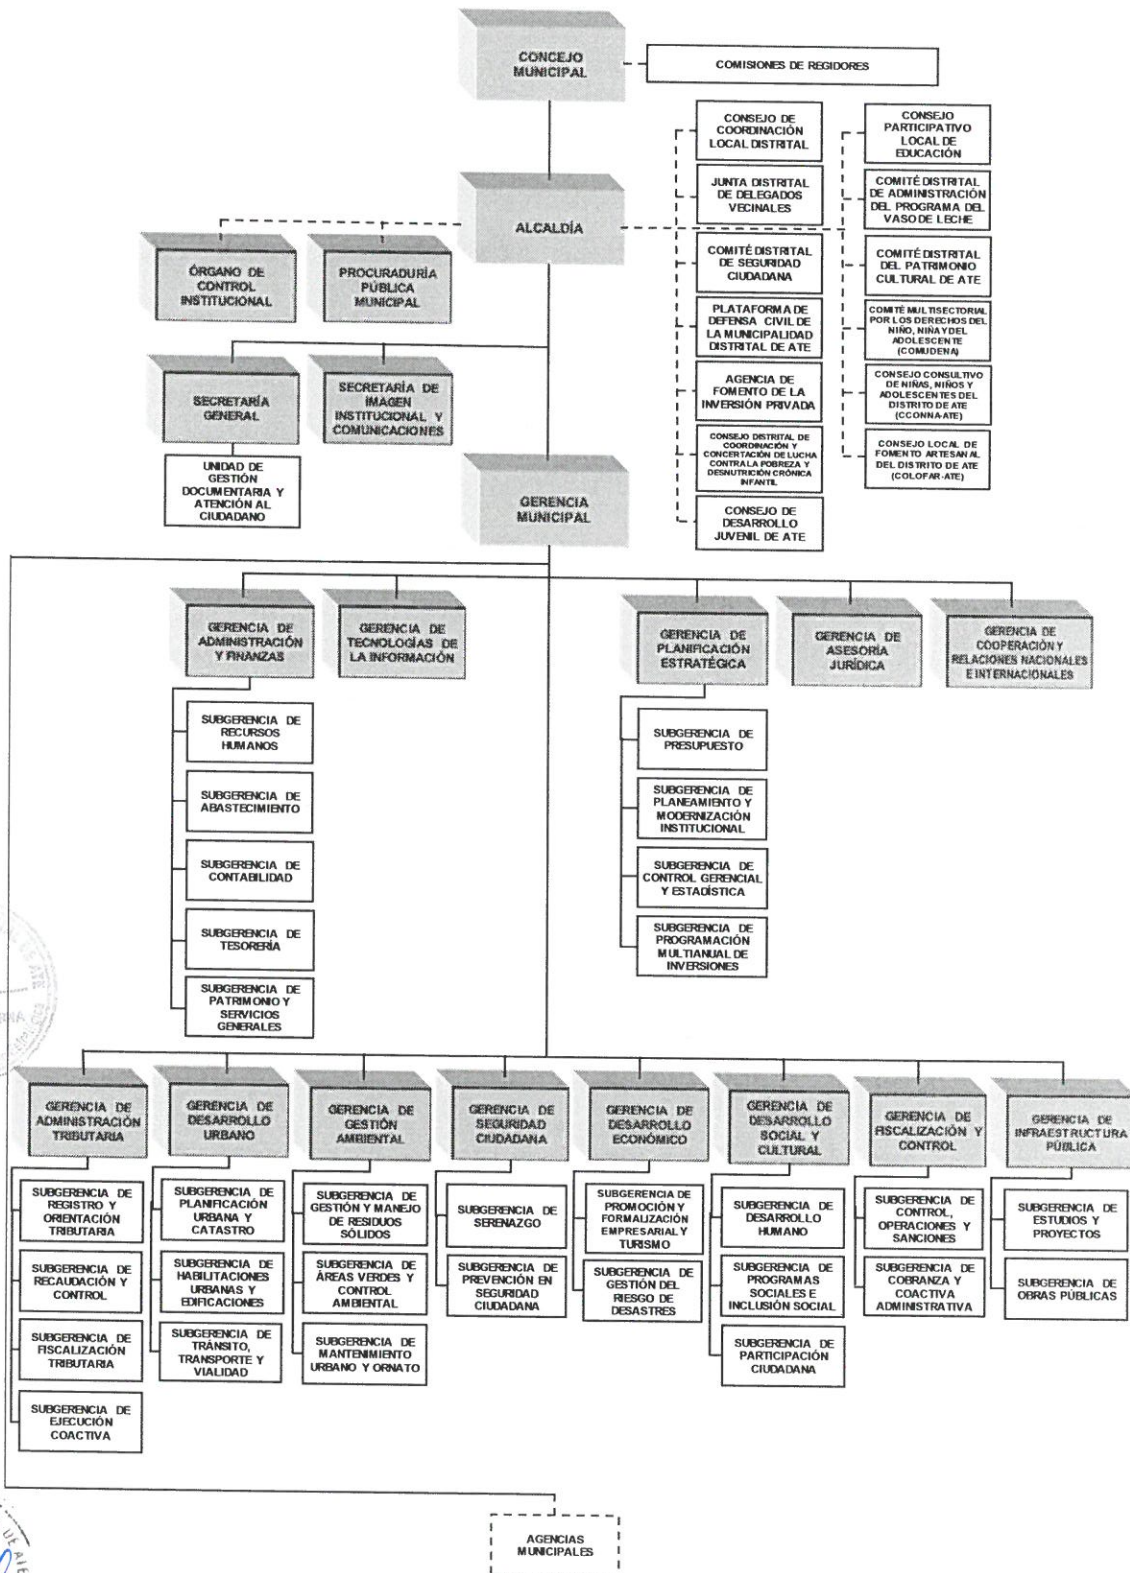 CONCEJO
MUNICIPAL
COMISIONES DE REGIDORES
ALCALDÍA
CONSEJO DE
COORDINACIÓN
LOCAL DISTRITAL
JUNTA DISTRITAL
DE DELEGADOS
VECINALES
COMITÉ DISTRITAL
DE SEGURIDAD
CIUDADANA
PLATAFORMA DE
DEFENSA CIVIL DE
LA MUNICIPALIDAD
DISTRITAL DE ATE
AGENCIA DE
FOMENTO DE LA
INVERSIÓN PRIVADA
CONSEJO DISTRITAL DE
COORDINACIÓN Y
CONCERTACIÓN DE LUCHA
CONTRA LA POBREZA Y
DESNUTRICIÓN CRÓNICA
INFANTIL
CONSEJO DE
DESARROLLO
JUVENIL DE ATE
CONSEJO
PARTICIPATIVO
LOCAL DE
EDUCACIÓN
COMITÉ DISTRITAL
DE ADMINISTRACIÓN
DEL PROGRAMA DEL
VASO DE LECHE
COMITÉ DISTRITAL
DEL PATRIMONIO
CULTURAL DE ATE
COMITÉ MULTISECTORIAL
POR LOS DERECHOS DEL
NIÑO, NIÑA Y DEL
ADOLESCENTE
(COMUDENA)
CONSEJO CONSULTIVO
DE NIÑAS, NIÑOS Y
ADOLESCENTES DEL
DISTRITO DE ATE
(CCONNA-ATE)
CONSEJO LOCAL DE
FOMENTO ARTESANAL
DEL DISTRITO DE ATE
(COLOFAR-ATE)
ÓRGANO DE
CONTROL
INSTITUCIONAL
PROCURADURÍA
PÚBLICA
MUNICIPAL
SECRETARÍA
GENERAL
SECRETARÍA DE
IMAGEN
INSTITUCIONAL Y
COMUNICACIONES
UNIDAD DE
GESTIÓN
DOCUMENTARIA Y
ATENCIÓN AL
CIUDADANO
GERENCIA
MUNICIPAL
GERENCIA DE
ADMINISTRACIÓN
Y FINANZAS
GERENCIA DE
TECNOLOGÍAS DE
LA INFORMACIÓN
GERENCIA DE
PLANIFICACIÓN
ESTRATÉGICA
GERENCIA DE
ASESORÍA
JURÍDICA
GERENCIA DE
COOPERACIÓN Y
RELACIONES NACIONALES
E INTERNACIONALES
SUBGERENCIA DE
RECURSOS
HUMANOS
SUBGERENCIA DE
ABASTECIMIENTO
SUBGERENCIA DE
CONTABILIDAD
SUBGERENCIA DE
TESORERÍA
SUBGERENCIA DE
PATRIMONIO Y
SERVICIOS
GENERALES
SUBGERENCIA DE
PRESUPUESTO
SUBGERENCIA DE
PLANEAMIENTO Y
MODERNIZACIÓN
INSTITUCIONAL
SUBGERENCIA DE
CONTROL GERENCIAL
Y ESTADÍSTICA
SUBGERENCIA DE
PROGRAMACIÓN
MULTIANUAL DE
INVERSIONES
GERENCIA DE
ADMINISTRACIÓN
TRIBUTARIA
SUBGERENCIA DE
REGISTRO Y
ORIENTACIÓN
TRIBUTARIA
SUBGERENCIA DE
RECAUDACIÓN Y
CONTROL
SUBGERENCIA DE
FISCALIZACIÓN
TRIBUTARIA
SUBGERENCIA DE
EJECUCIÓN
COACTIVA
GERENCIA DE
DESARROLLO
URBANO
SUBGERENCIA DE
PLANIFICACIÓN
URBANA Y
CATASTRO
SUBGERENCIA DE
HABILITACIONES
URBANAS Y
EDIFICACIONES
SUBGERENCIA DE
TRÁNSITO,
TRANSPORTE Y
VIALIDAD
GERENCIA DE
GESTIÓN
AMBIENTAL
SUBGERENCIA DE
GESTIÓN Y MANEJO
DE RESIDUOS
SÓLIDOS
SUBGERENCIA DE
ÁREAS VERDES Y
CONTROL
AMBIENTAL
SUBGERENCIA DE
MANTENIMIENTO
URBANO Y ORNATO
GERENCIA DE
SEGURIDAD
CIUDADANA
SUBGERENCIA DE
SERENAZGO
SUBGERENCIA DE
PREVENCIÓN EN
SEGURIDAD
CIUDADANA
GERENCIA DE
DESARROLLO
ECONÓMICO
SUBGERENCIA DE
PROMOCIÓN Y
FORMALIZACIÓN
EMPRESARIAL Y
TURISMO
SUBGERENCIA DE
GESTIÓN DEL
RIESGO DE
DESASTRES
GERENCIA DE
DESARROLLO
SOCIAL Y
CULTURAL
SUBGERENCIA DE
DESARROLLO
HUMANO
SUBGERENCIA DE
PROGRAMAS
SOCIALES E
INCLUSIÓN SOCIAL
SUBGERENCIA DE
PARTICIPACIÓN
CIUDADANA
GERENCIA DE
FISCALIZACIÓN Y
CONTROL
SUBGERENCIA DE
CONTROL,
OPERACIONES Y
SANCIONES
SUBGERENCIA DE
COBRANZA Y
COACTIVA
ADMINISTRATIVA
GERENCIA DE
INFRAESTRUCTURA
PÚBLICA
SUBGERENCIA DE
ESTUDIOS Y
PROYECTOS
SUBGERENCIA DE
OBRAS PÚBLICAS
AGENCIAS
MUNICIPALES